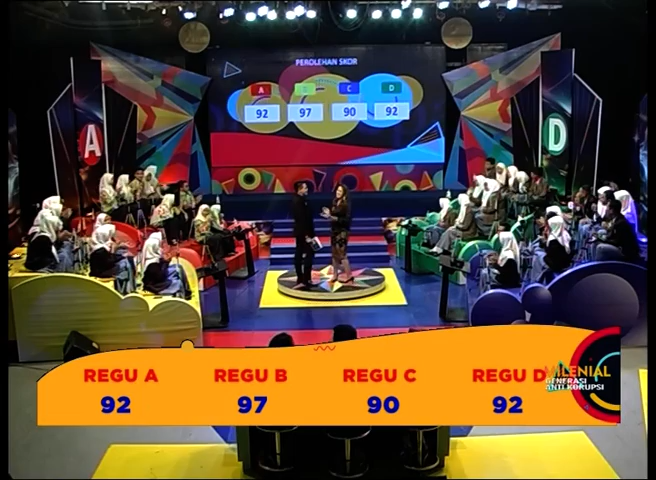 PEROLEHAN SKOR
A B C D
92 97 90 92
A
D
REGU A REGU B REGU C REGU D
92 97 90 92
MILENIAL
GENERASI
ANTI KORUPSI